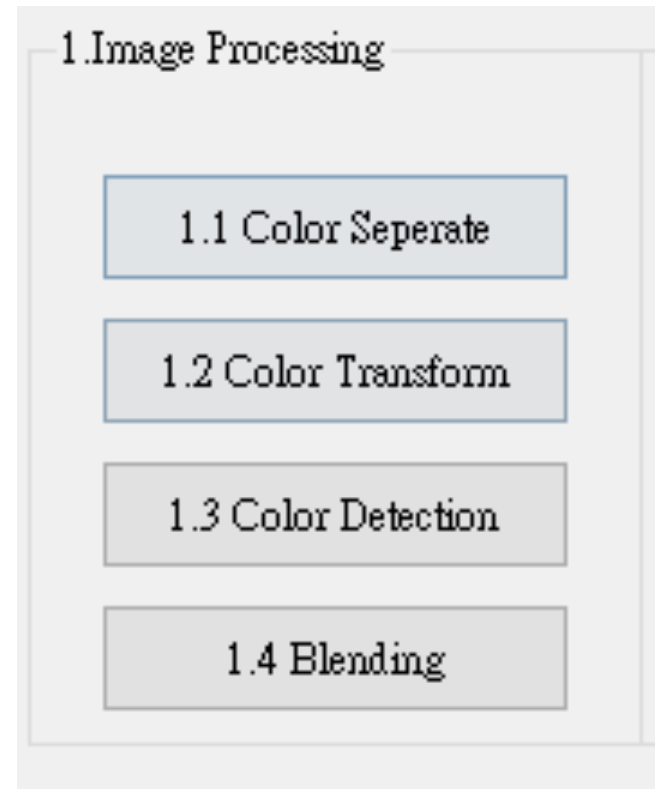 1.Image Processing
1.1 Color Seperate
1.2 Color Transform
1.3 Color Detection
1.4 Blending